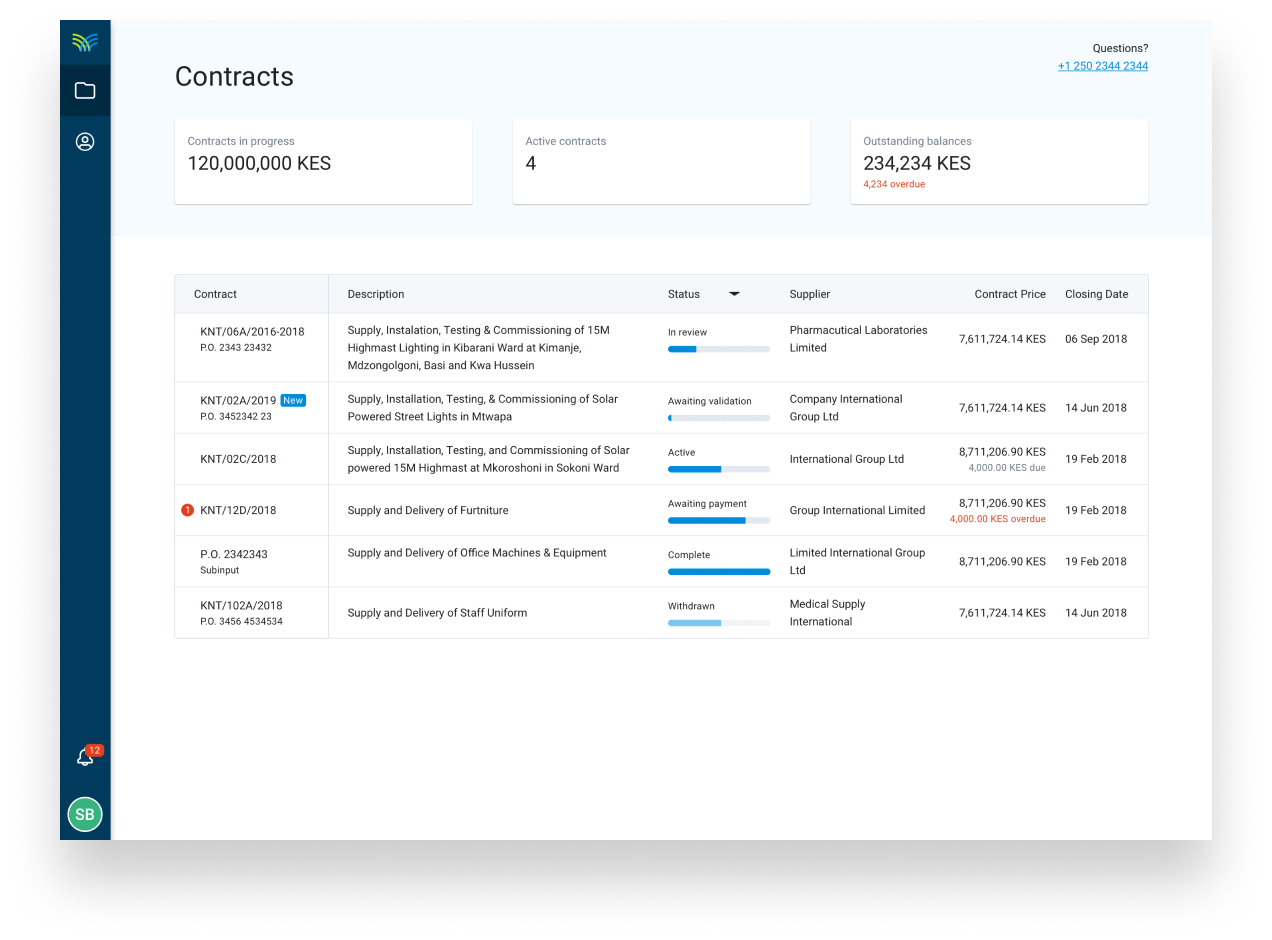 Questions?
+1 250 2344 2344
Contracts
Contracts in progress
120,000,000 KES
Active contracts
4
Outstanding balances
234,234 KES
4,234 overdue
Contract
Description
Status
Supplier
Contract Price
Closing Date
KNT/06A/2016-2018
P.O. 2343 23432
Supply, Instalation, Testing & Commissioning of 15M
Highmast Lighting in Kibarani Ward at Kimanje,
Mdzongolgoni, Basi and Kwa Hussein
In review
Pharmacutical Laboratories
Limited
7,611,724.14 KES
06 Sep 2018
KNT/02A/2019 New
P.O. 3452342 23
Supply, Installation, Testing, & Commissioning of Solar
Powered Street Lights in Mtwapa
Awaiting validation
Company International
Group Ltd
7,611,724.14 KES
14 Jun 2018
KNT/02C/2018
Supply, Installation, Testing, and Commissioning of Solar
powered 15M Highmast at Mkoroshoni in Sokoni Ward
Active
International Group Ltd
8,711,206.90 KES
4,000.00 KES due
19 Feb 2018
1 KNT/12D/2018
Supply and Delivery of Furtniture
Awaiting payment
Group International Limited
8,711,206.90 KES
4,000.00 KES overdue
19 Feb 2018
P.O. 2342343
Subinput
Supply and Delivery of Office Machines & Equipment
Complete
Limited International Group
Ltd
8,711,206.90 KES
19 Feb 2018
KNT/102A/2018
P.O. 3456 4534534
Supply and Delivery of Staff Uniform
Withdrawn
Medical Supply
International
7,611,724.14 KES
14 Jun 2018
12
SB